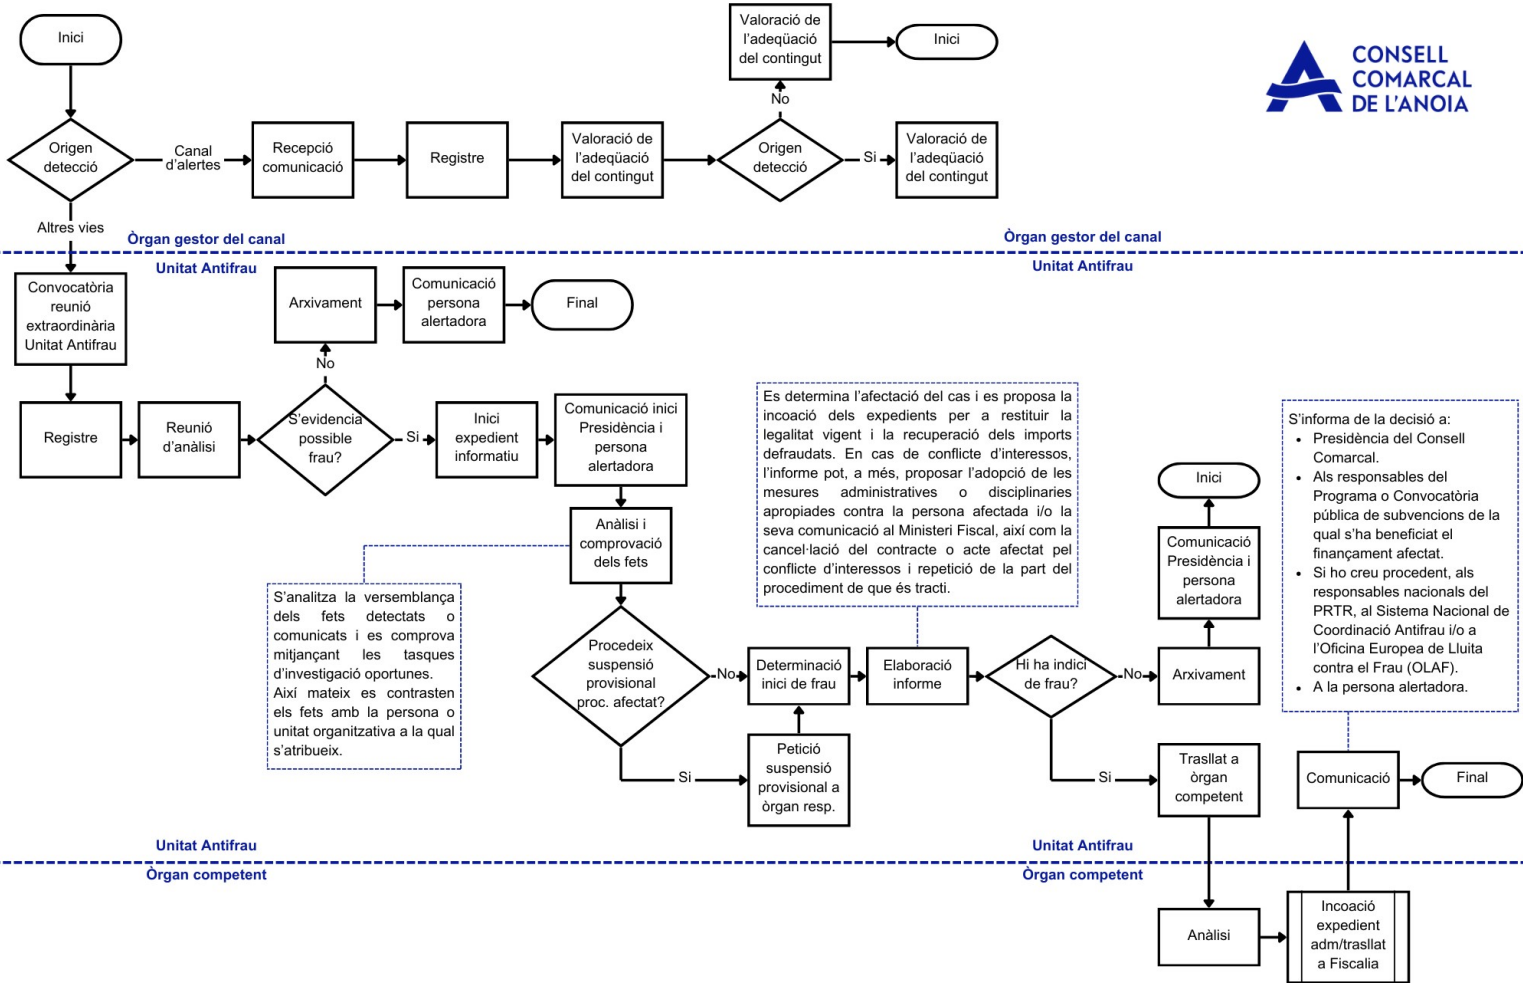 Inici
Origen
detecció
Canal
d'alertes
Altres vies
Recepció
comunicació
Registre
Valoració de
l'adeqüació
del contingut
Origen
detecció
No
Valoració de
l'adeqüació
del contingut
Inici
Si
Valoració de
l'adeqüació
del contingut
CONSELL
COMARCAL
DE L'ANOIA
Òrgan gestor del canal
Òrgan gestor del canal
Unitat Antifrau
Unitat Antifrau
Convocatòria
reunió
extraordinària
Unitat Antifrau
Registre
Reunió
d'anàlisi
S'evidencia
possible
frau?
No
Arxivament
Comunicació
persona
alertadora
Final
Si
Inici
expedient
informatiu
Comunicació inici
Presidència i
persona
alertadora
Anàlisi i
comprovació
dels fets
S'analitza la versemblança
dels fets detectats o
comunicats i es comprova
mitjançant les tasques
d'investigació oportunes.
Així mateix es contrasten
els fets amb la persona o
unitat organitzativa a la qual
s'atribueix.
Procedeix
suspensió
provisional
proc. afectat?
No
Si
Petició
suspensió
provisional a
òrgan resp.
Determinació
inici de frau
Elaboració
informe
Es determina l'afectació del cas i es proposa la
incoació dels expedients per a restituir la
legalitat vigent i la recuperació dels imports
defraudats. En cas de conflicte d'interessos,
l'informe pot, a més, proposar l'adopció de les
mesures administratives o disciplinaries
apropiades contra la persona afectada i/o la
seva comunicació al Ministeri Fiscal, així com la
cancel·lació del contracte o acte afectat pel
conflicte d'interessos i repetició de la part del
procediment de que és tracti.
Hi ha indici
de frau?
No
Arxivament
Comunicació
Presidència i
persona
alertadora
Inici
Si
Trasllat a
òrgan
competent
S'informa de la decisió a:
• Presidència del Consell
Comarcal.
• Als responsables del
Programa o Convocatòria
pública de subvencions de la
qual s'ha beneficiat el
finançament afectat.
• Si ho creu procedent, als
responsables nacionals del
PRTR, al Sistema Nacional de
Coordinació Antifrau i/o a
l'Oficina Europea de Lluita
contra el Frau (OLAF).
• A la persona alertadora.
Comunicació
Final
Unitat Antifrau
Unitat Antifrau
Òrgan competent
Òrgan competent
Anàlisi
Incoació
expedient
adm/trasllat
a Fiscalia